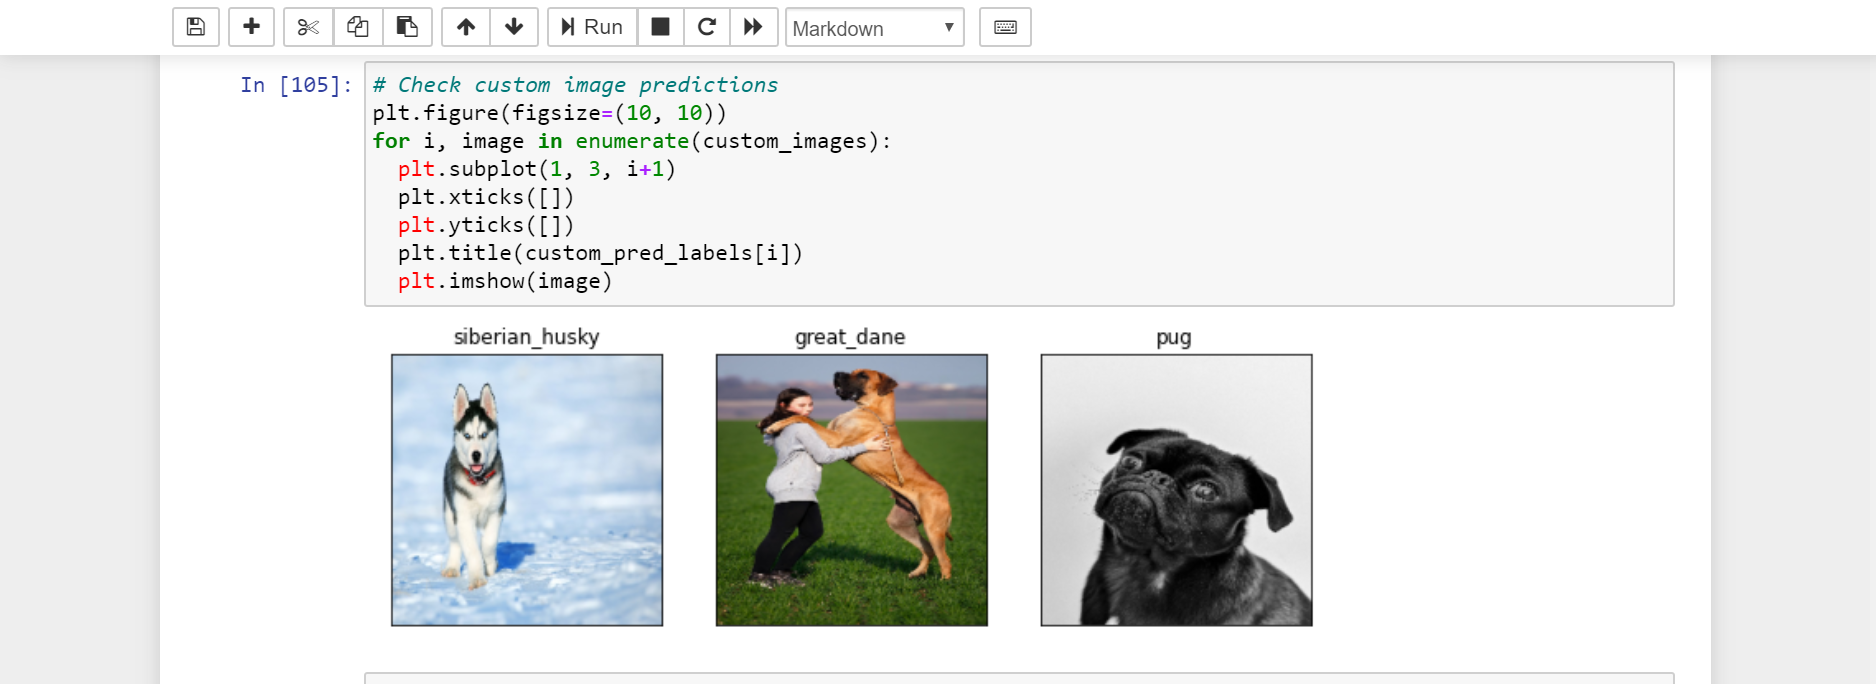 Run
Markdown
In [105]:
# Check custom image predictions
plt.figure(figsize=(10, 10))
for i, image in enumerate(custom_images):
  plt.subplot(1, 3, i+1)
  plt.xticks([])
  plt.yticks([])
  plt.title(custom_pred_labels[i])
  plt.imshow(image)
siberian_husky
great_dane
pug